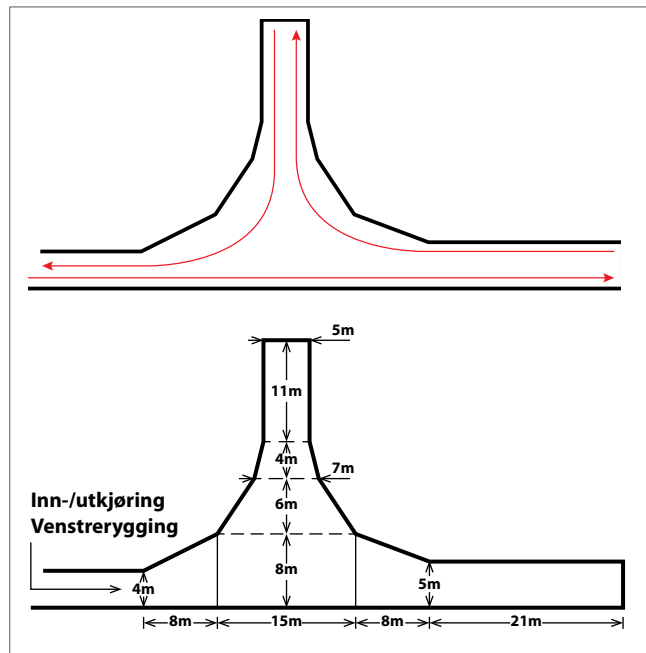 5m
11m
4m
7m
6m
Inn-/utkjøring
Venstrerygging
8m
4m
5m
8m
15m
8m
21m